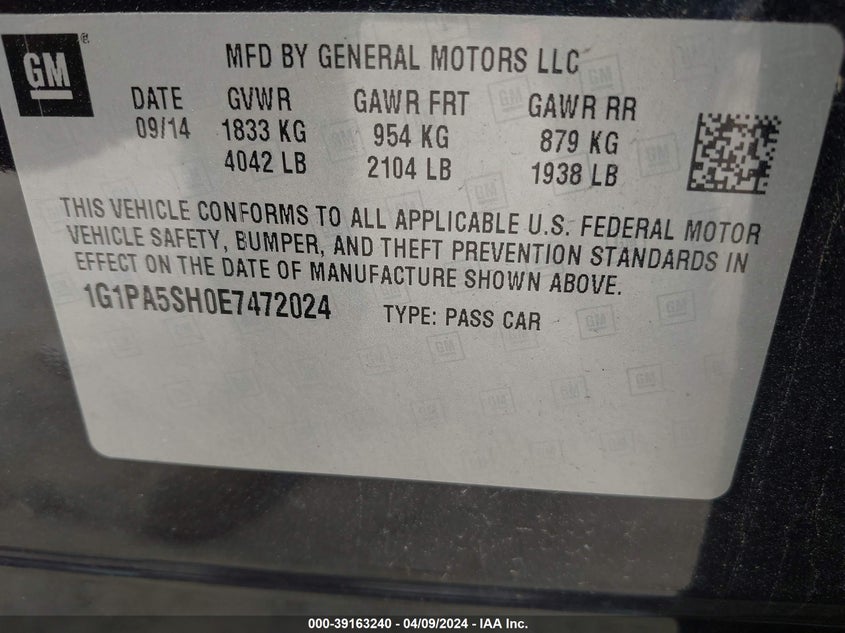 GM ®
MFD BY GENERAL MOTORS LLC
DATE GVWR GAWR FRT GAWR RR
09/14 1833 KG 954 KG 879 KG
4042 LB 2104 LB 1938 LB
THIS VEHICLE CONFORMS TO ALL APPLICABLE U.S. FEDERAL MOTOR
VEHICLE SAFETY, BUMPER, AND THEFT PREVENTION STANDARDS IN
EFFECT ON THE DATE OF MANUFACTURE SHOWN ABOVE.
1G1PA5SH0E7472024 TYPE: PASS CAR
000-39163240 - 04/09/2024 - IAA Inc.